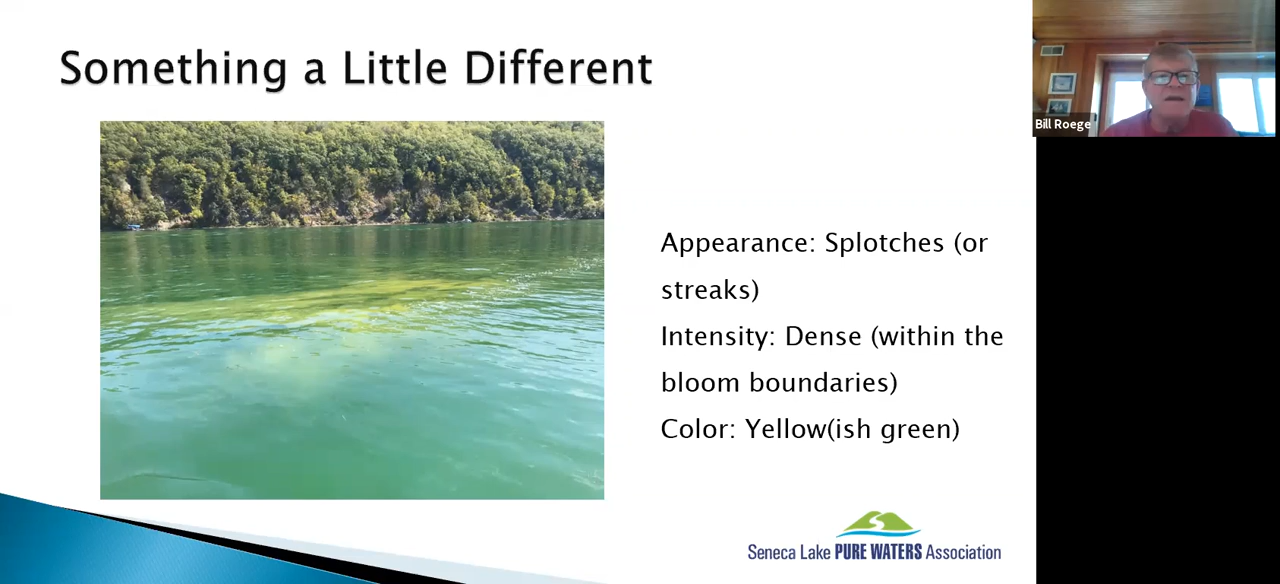 Something a Little Different
Bill Roege
Appearance: Splotches (or
streaks)
Intensity: Dense (within the
bloom boundaries)
Color: Yellow(ish green)
Seneca Lake PURE WATERS Association